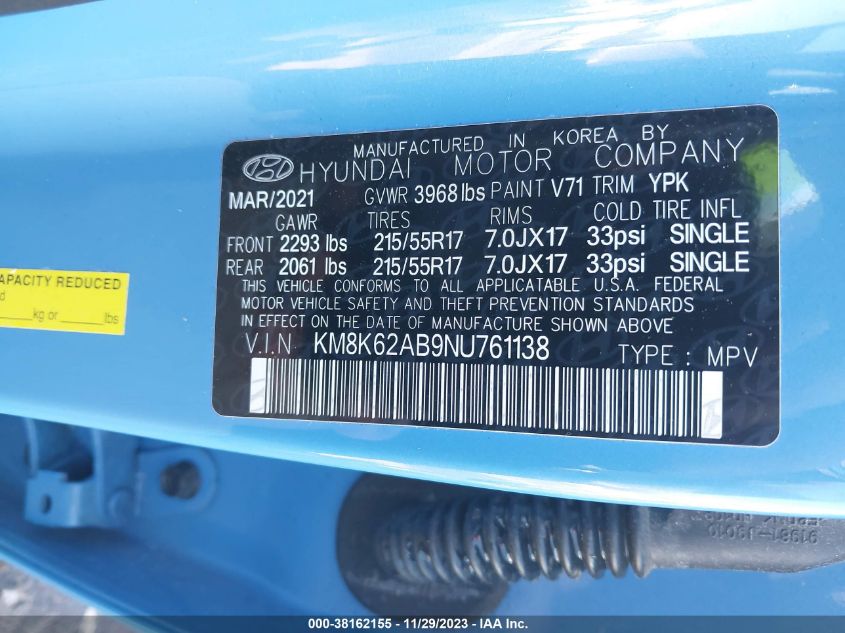 MANUFACTURED IN KOREA BY
HYUNDAI MOTOR COMPANY
MAR/2021 GVWR 3968 lbs PAINT V71 TRIM YPK
GAWR TIRES RIMS COLD TIRE INFL
FRONT 2293 lbs 215/55R17 7.0JX17 33psi SINGLE
REAR 2061 lbs 215/55R17 7.0JX17 33psi SINGLE
THIS VEHICLE CONFORMS TO ALL APPLICATABLE U.S.A. FEDERAL
MOTOR VEHICLE SAFETY AND THEFT PREVENTION STANDARDS
IN EFFECT ON THE DATE OF MANUFACTURE SHOWN ABOVE
V.I.N KM8K62AB9NU761138 TYPE : MPV
CAPACITY REDUCED
kg or lbs
91981-J9010
000-38162155 - 11/29/2023 - IAA Inc.